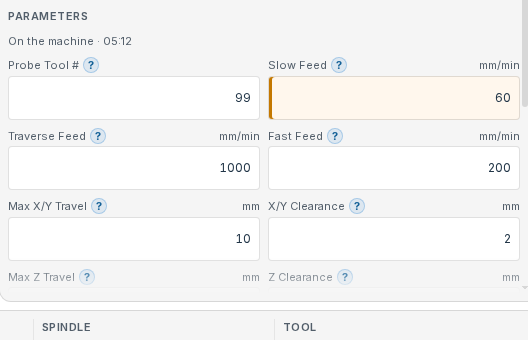 PARAMETERS
On the machine · 05:12
Probe Tool # ? Slow Feed ? mm/min
99 60
Traverse Feed ? mm/min Fast Feed ? mm/min
1000 200
Max X/Y Travel ? mm X/Y Clearance ? mm
10 2
Max Z Travel ? mm Z Clearance ? mm
SPINDLE TOOL